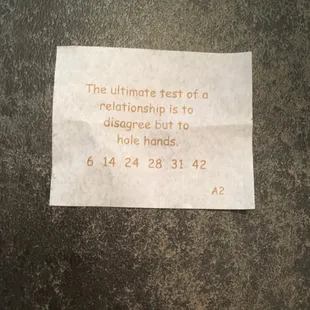 The ultimate test of a
relationship is to
disagree but to
hole hands.
6 14 24 28 31 42
A2